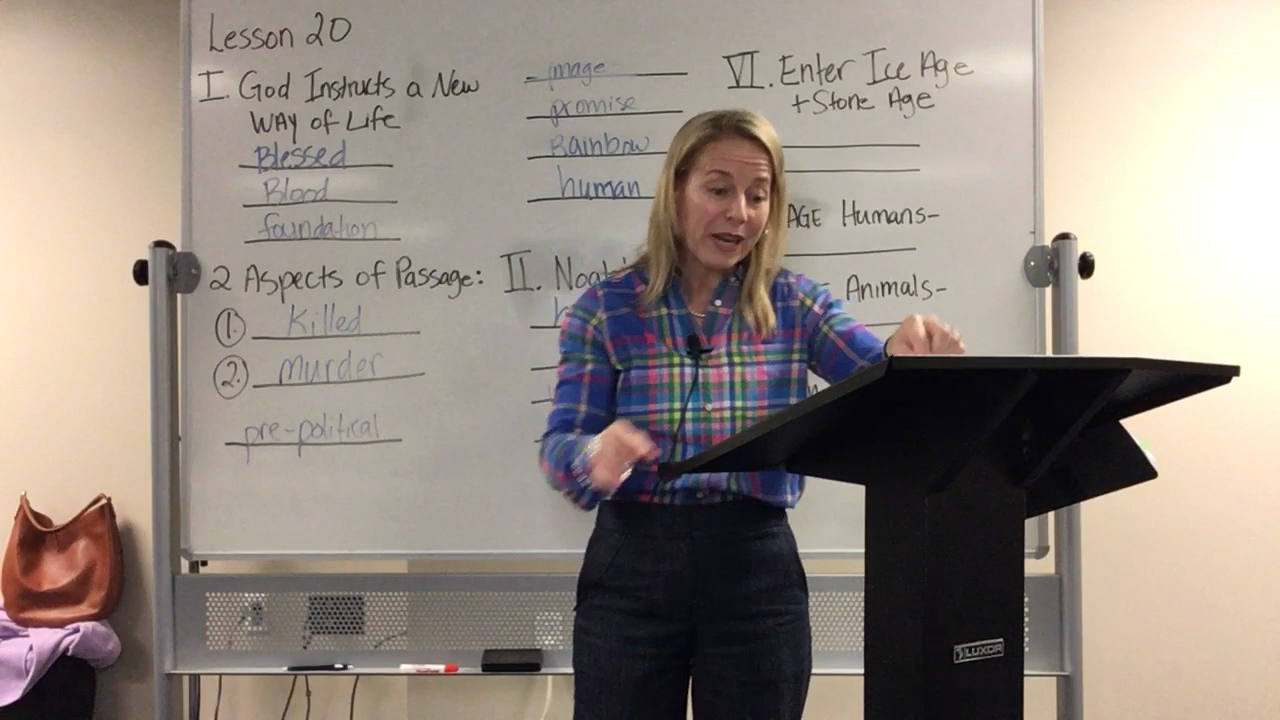 Lesson 20
I. God Instructs a New
WAY of Life
Blessed
Blood
foundation
2 Aspects of Passage:
1. Killed
2. Murder
pre-political
image
promise
Rainbow
human
II. Noah
VI. Enter Ice Age
+ Stone Age
AGE Humans-
Animals-
LUXOR